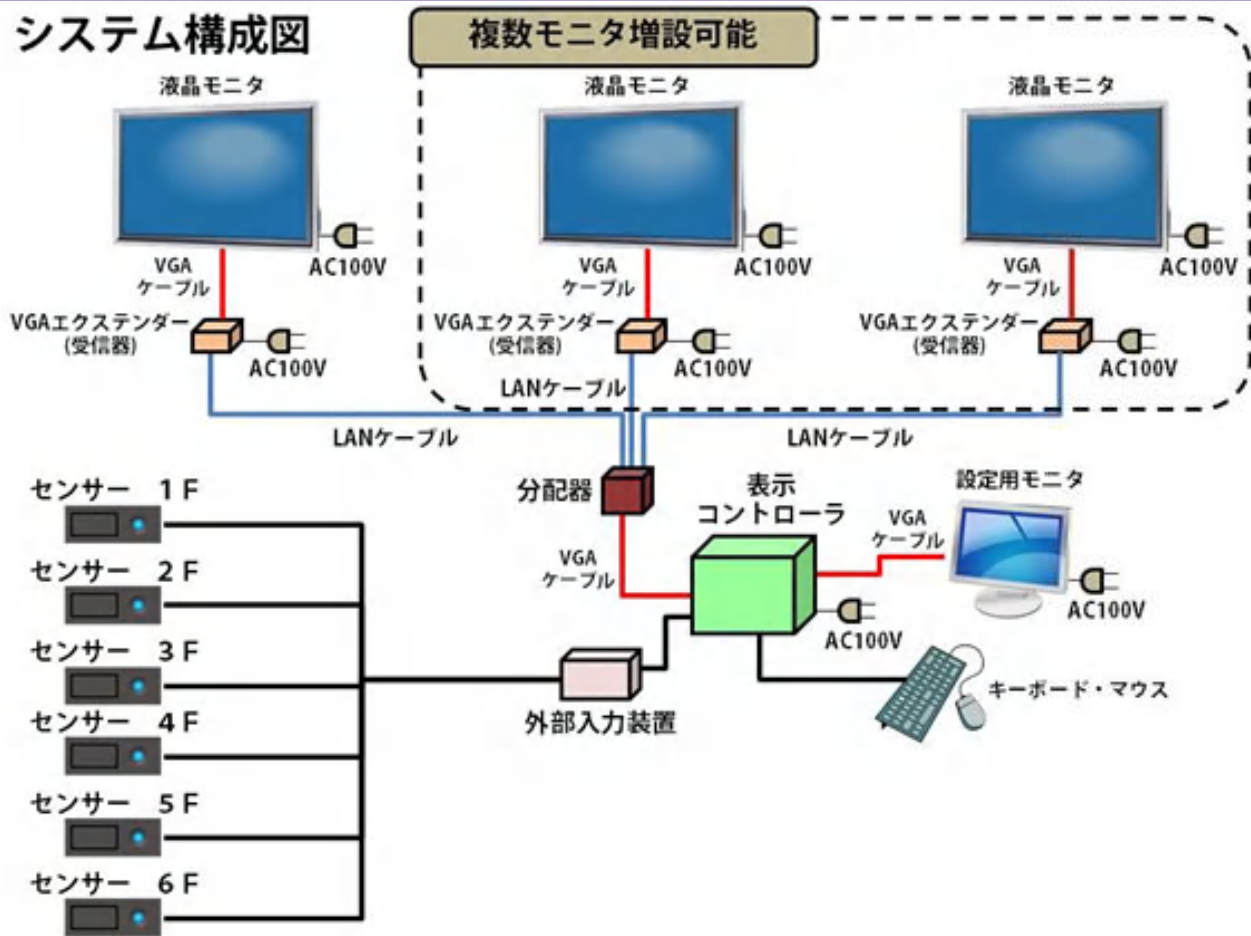 システム構成図
複数モニタ増設可能
液晶モニタ
液晶モニタ
液晶モニタ
AC100V
AC100V
AC100V
VGA
ケーブル
VGA
ケーブル
VGA
ケーブル
VGAエクステンダー
(受信器)
VGAエクステンダー
(受信器)
VGAエクステンダー
(受信器)
AC100V
AC100V
AC100V
LANケーブル
LANケーブル
LANケーブル
分配器
表示
コントローラ
設定用モニタ
VGA
ケーブル
VGA
ケーブル
AC100V
AC100V
キーボード・マウス
外部入力装置
センサー 1F
センサー 2F
センサー 3F
センサー 4F
センサー 5F
センサー 6F